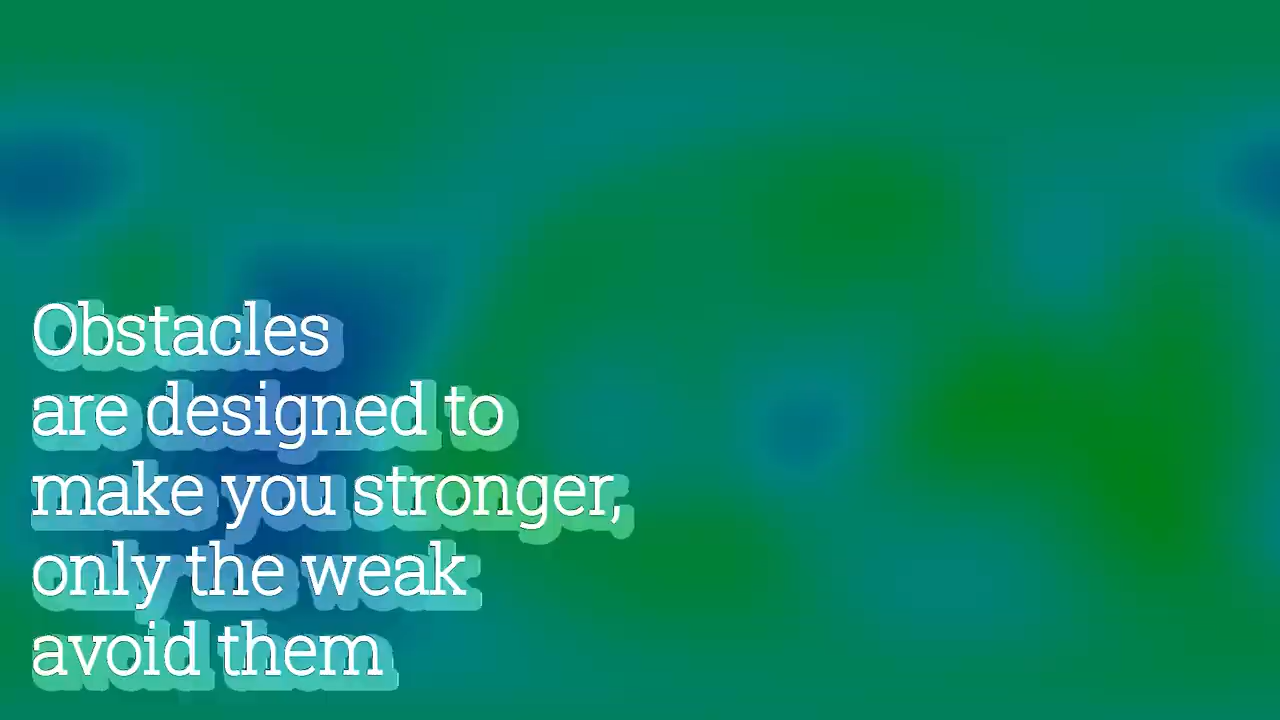 Obstacles
are designed to
make you stronger,
only the weak
avoid them